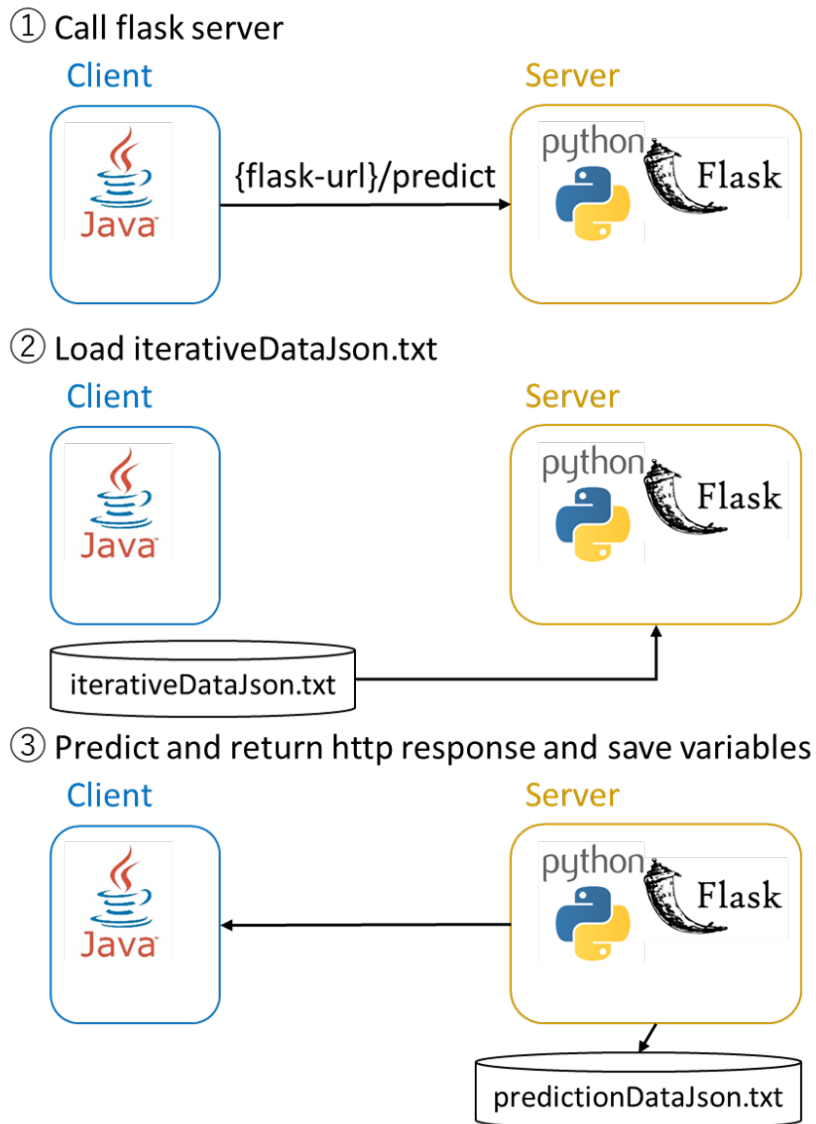 ① Call flask server
Client
Server
Java
{flask-url}/predict
python
Flask
② Load iterativeDataJson.txt
Client
Server
Java
python
Flask
iterativeDataJson.txt
③ Predict and return http response and save variables
Client
Server
Java
python
Flask
predictionDataJson.txt